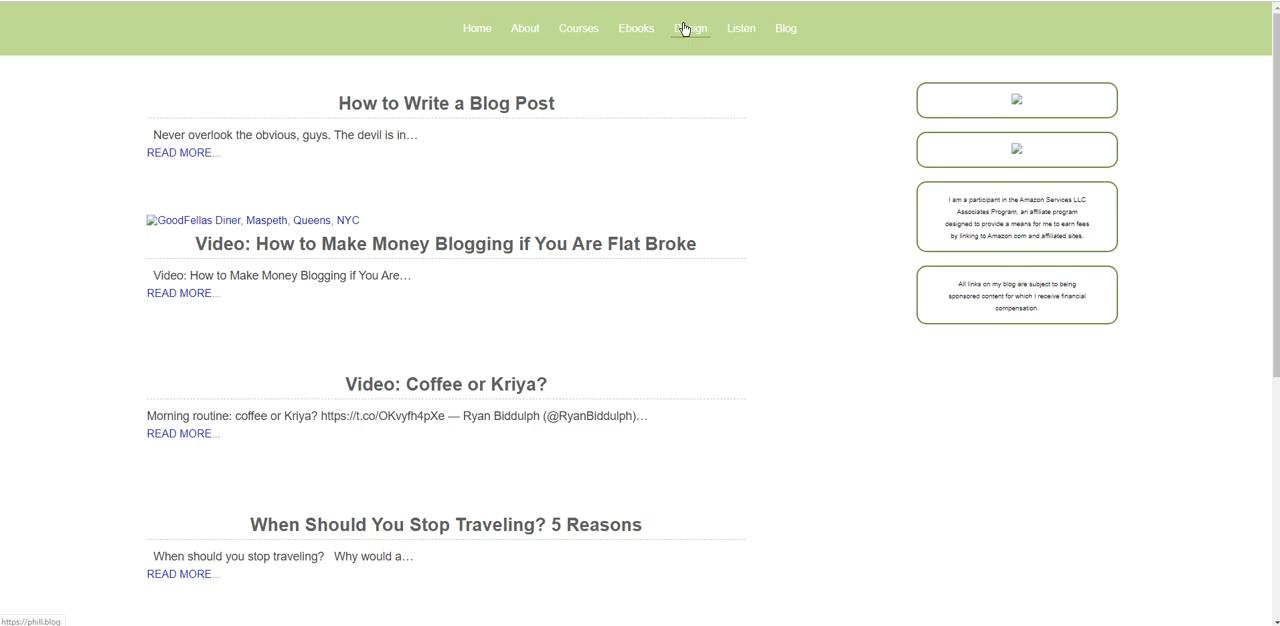 Home About Courses Ebooks Design Listen Blog
How to Write a Blog Post
Never overlook the obvious, guys. The devil is in…
READ MORE...
GoodFellas Diner, Maspeth, Queens, NYC
Video: How to Make Money Blogging if You Are Flat Broke
Video: How to Make Money Blogging if You Are…
READ MORE...
Video: Coffee or Kriya?
Morning routine: coffee or Kriya? https://t.co/OKvyfh4pXe — Ryan Biddulph (@RyanBiddulph)…
READ MORE...
When Should You Stop Traveling? 5 Reasons
When should you stop traveling? Why would a…
READ MORE...
I am a participant in the Amazon Services LLC
Associates Program, an affiliate program
designed to provide a means for me to earn fees
by linking to Amazon.com and affiliated sites.
All links on my blog are subject to being
sponsored content for which I receive financial
compensation.
https://phill.blog